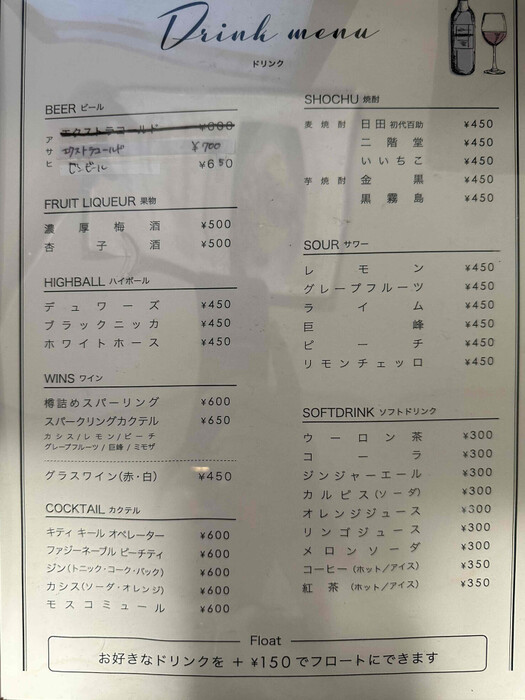 Drink menu
ドリンク
BEER ビール
アサヒ
エクストラコールド ¥600
エクストラコールド ¥700
ビンビール ¥650
FRUIT LIQUEUR 果物
濃厚梅酒 ¥500
杏子酒 ¥500
HIGHBALL ハイボール
デュワーズ ¥450
ブラックニッカ ¥450
ホワイトホース ¥450
WINS ワイン
樽詰めスパーリング ¥600
スパークリングカクテル ¥650
カシス/レモン/ピーチ
グレープフルーツ/巨峰/ミモザ
グラスワイン(赤・白) ¥450
COCKTAIL カクテル
キティ キール オペレーター ¥600
ファジーネーブル ピーチティ ¥600
ジン(トニック・コーク・バック) ¥600
カシス(ソーダ・オレンジ) ¥600
モスコミュール ¥600
SHOCHU 焼酎
麦焼酎 日田 初代百助 ¥450
二階堂 ¥450
いいちこ ¥450
芋焼酎 金黒 ¥450
黒霧島 ¥450
SOUR サワー
レモン ¥450
グレープフルーツ ¥450
ライム ¥450
巨峰 ¥450
ピーチ ¥450
リモンチェッロ ¥450
SOFTDRINK ソフトドリンク
ウーロン茶 ¥300
コーラ ¥300
ジンジャーエール ¥300
カルピス(ソーダ) ¥300
オレンジジュース ¥300
リンゴジュース ¥300
メロンソーダ ¥300
コーヒー(ホット/アイス) ¥350
紅茶(ホット/アイス) ¥350
Float
お好きなドリンクを + ¥150でフロートにできます